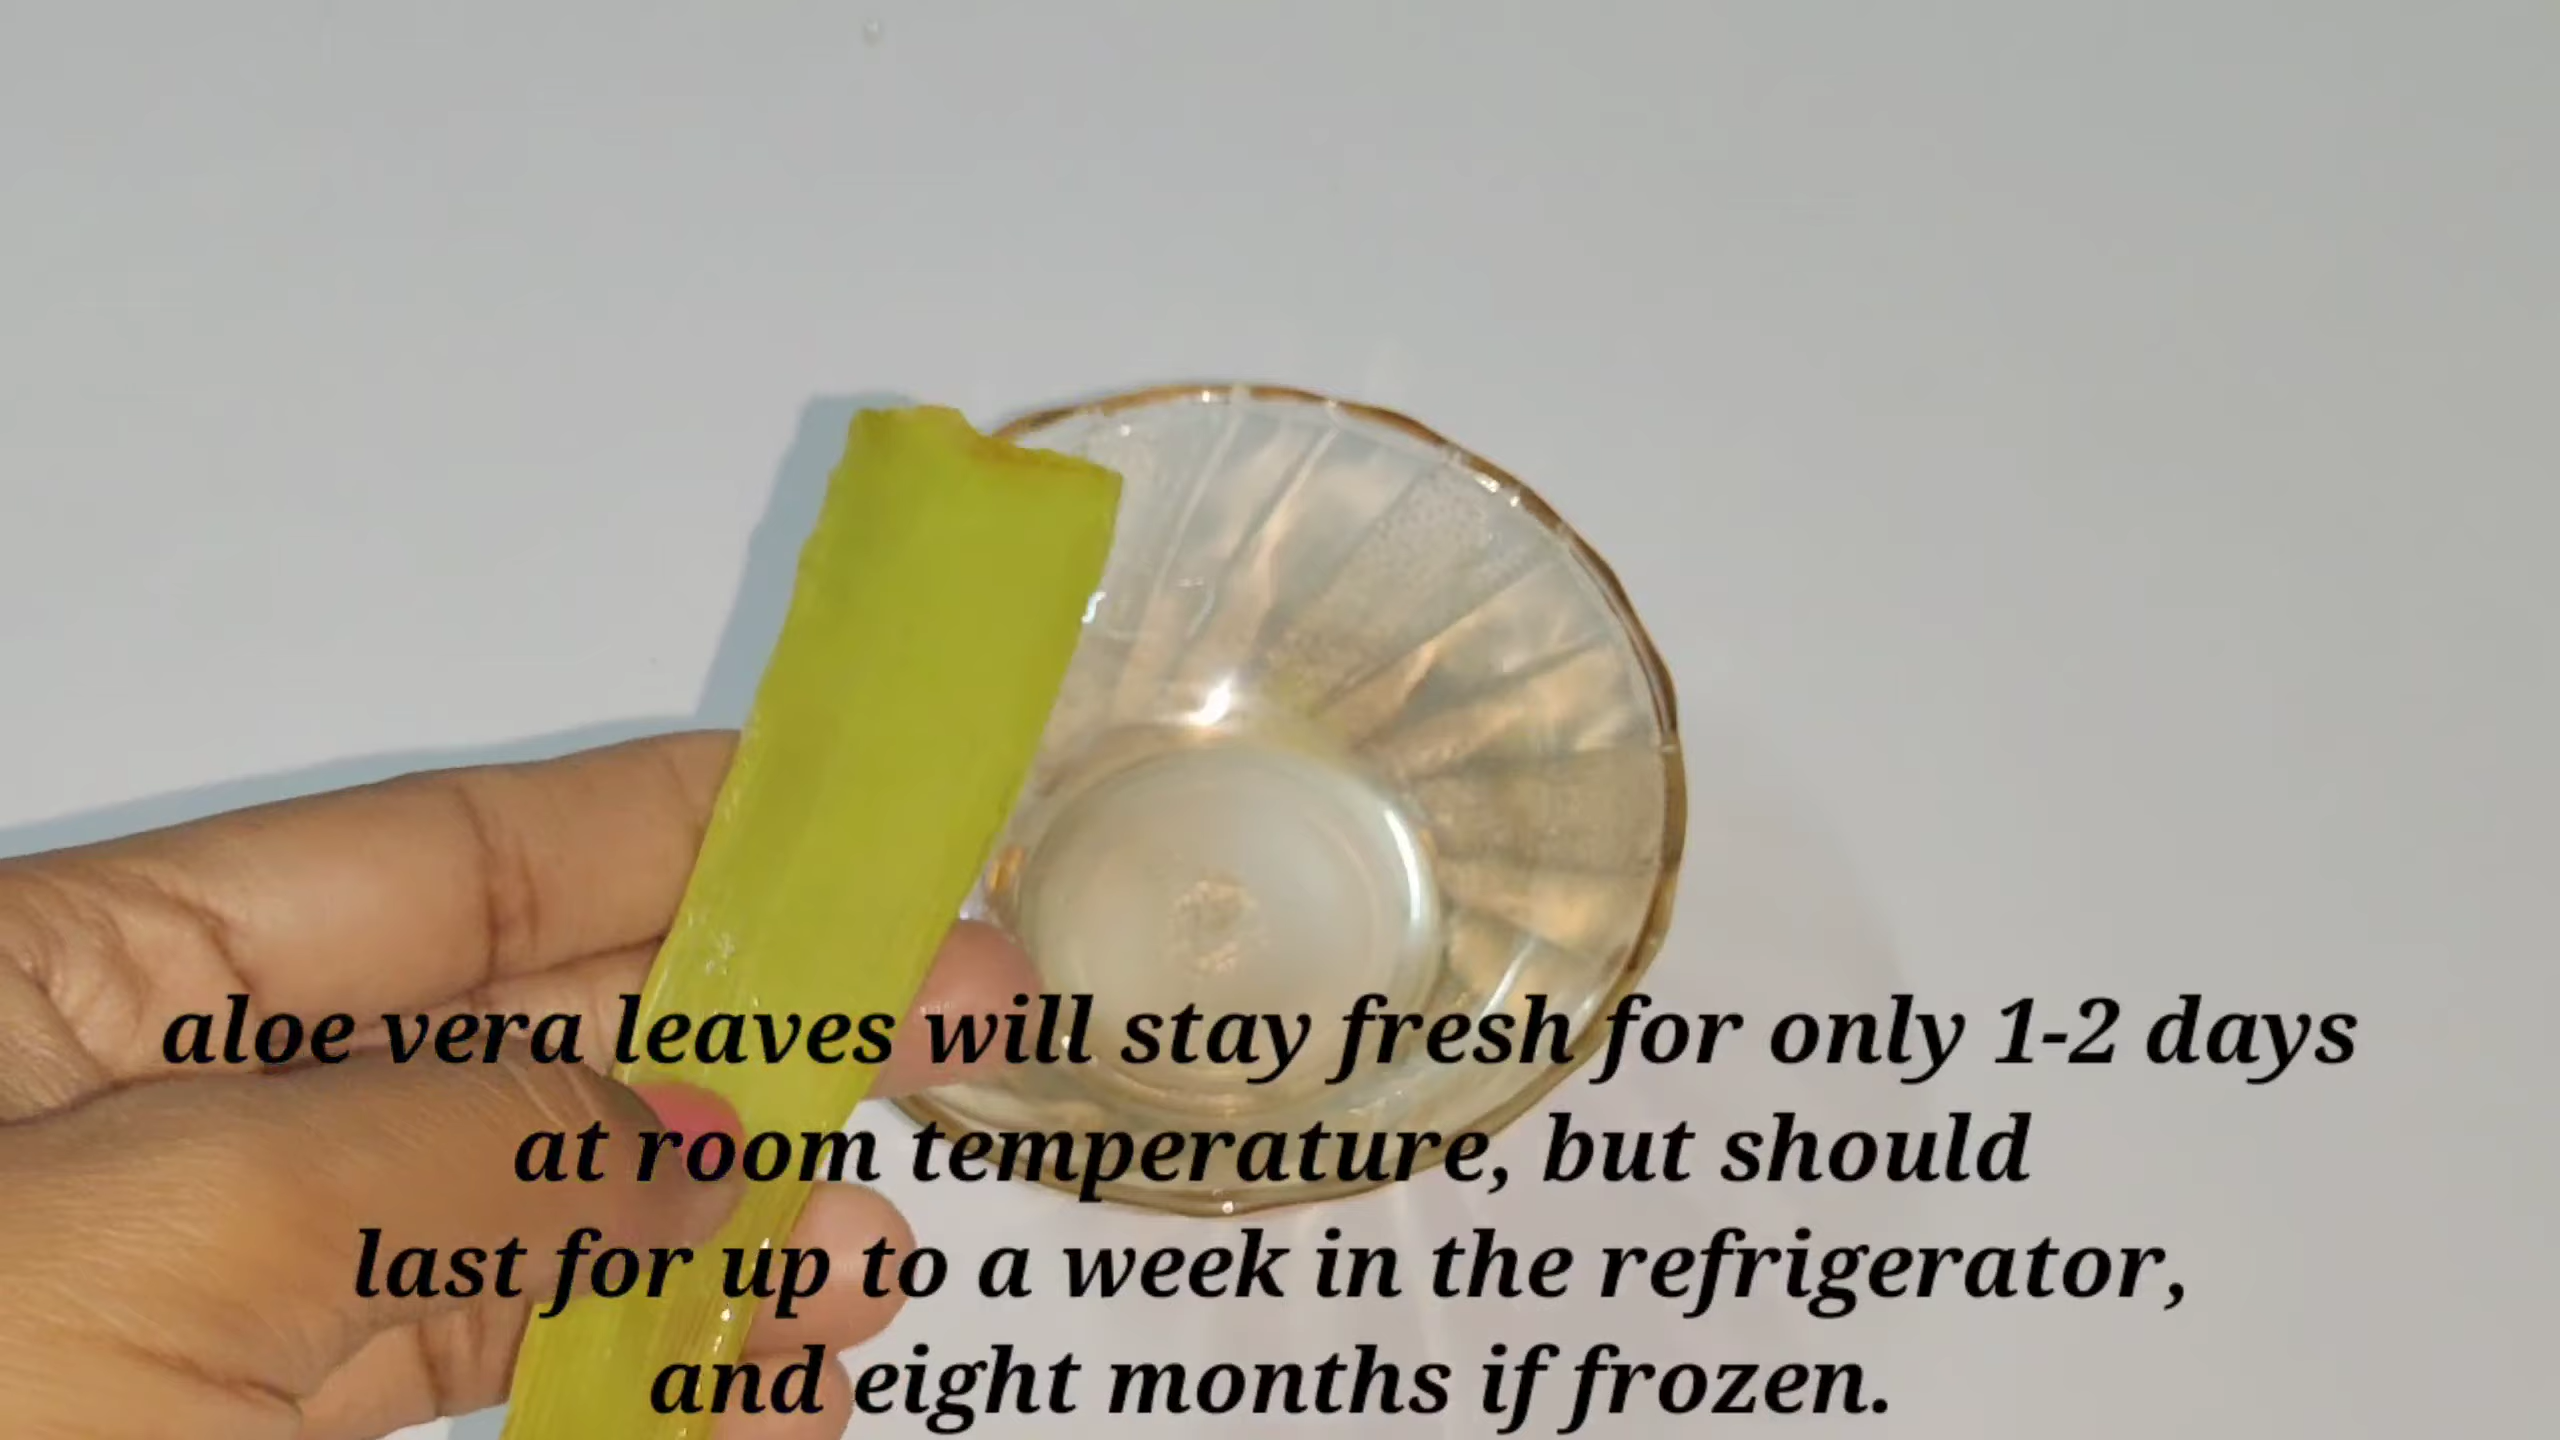 aloe vera leaves will stay fresh for only 1-2 days
at room temperature, but should
last for up to a week in the refrigerator,
and eight months if frozen.